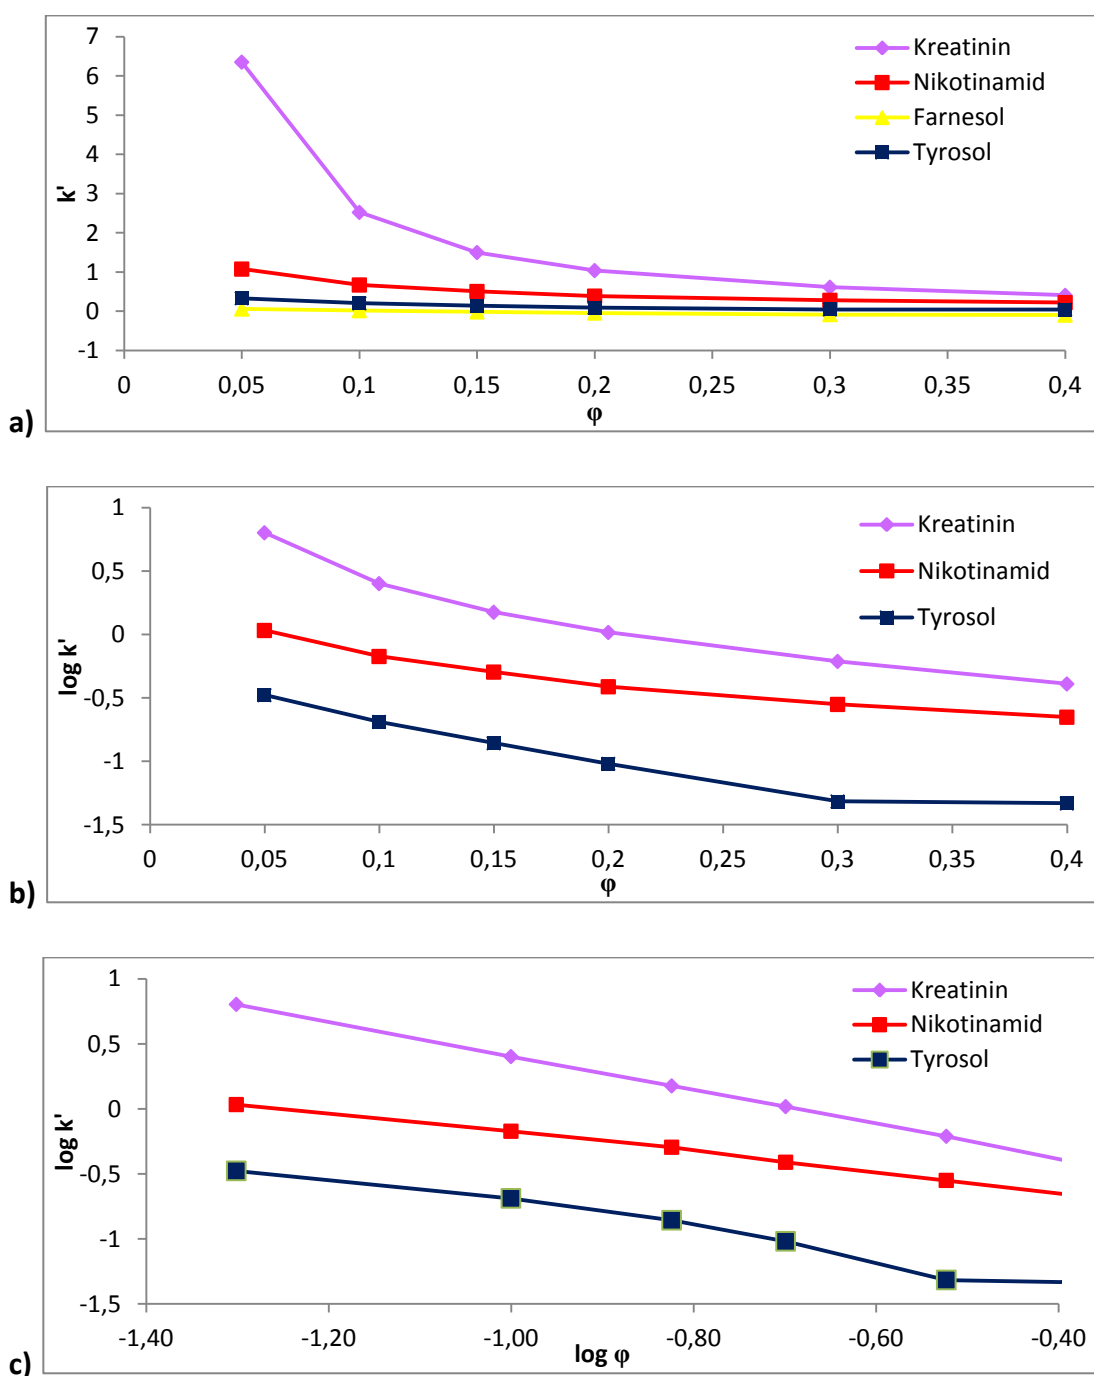 7
6
5
4
3
2
1
0
-1
k'
0 0,05 0,1 0,15 0,2 0,25 0,3 0,35 0,4
φ
Kreatinin
Nikotinamid
Farnesol
Tyrosol
a)
1
0,5
0
-0,5
-1
-1,5
log k'
0 0,05 0,1 0,15 0,2 0,25 0,3 0,35 0,4
φ
Kreatinin
Nikotinamid
Tyrosol
b)
1
0,5
0
-0,5
-1
-1,5
log k'
-1,40 -1,20 -1,00 -0,80 -0,60 -0,40
log φ
Kreatinin
Nikotinamid
Tyrosol
c)